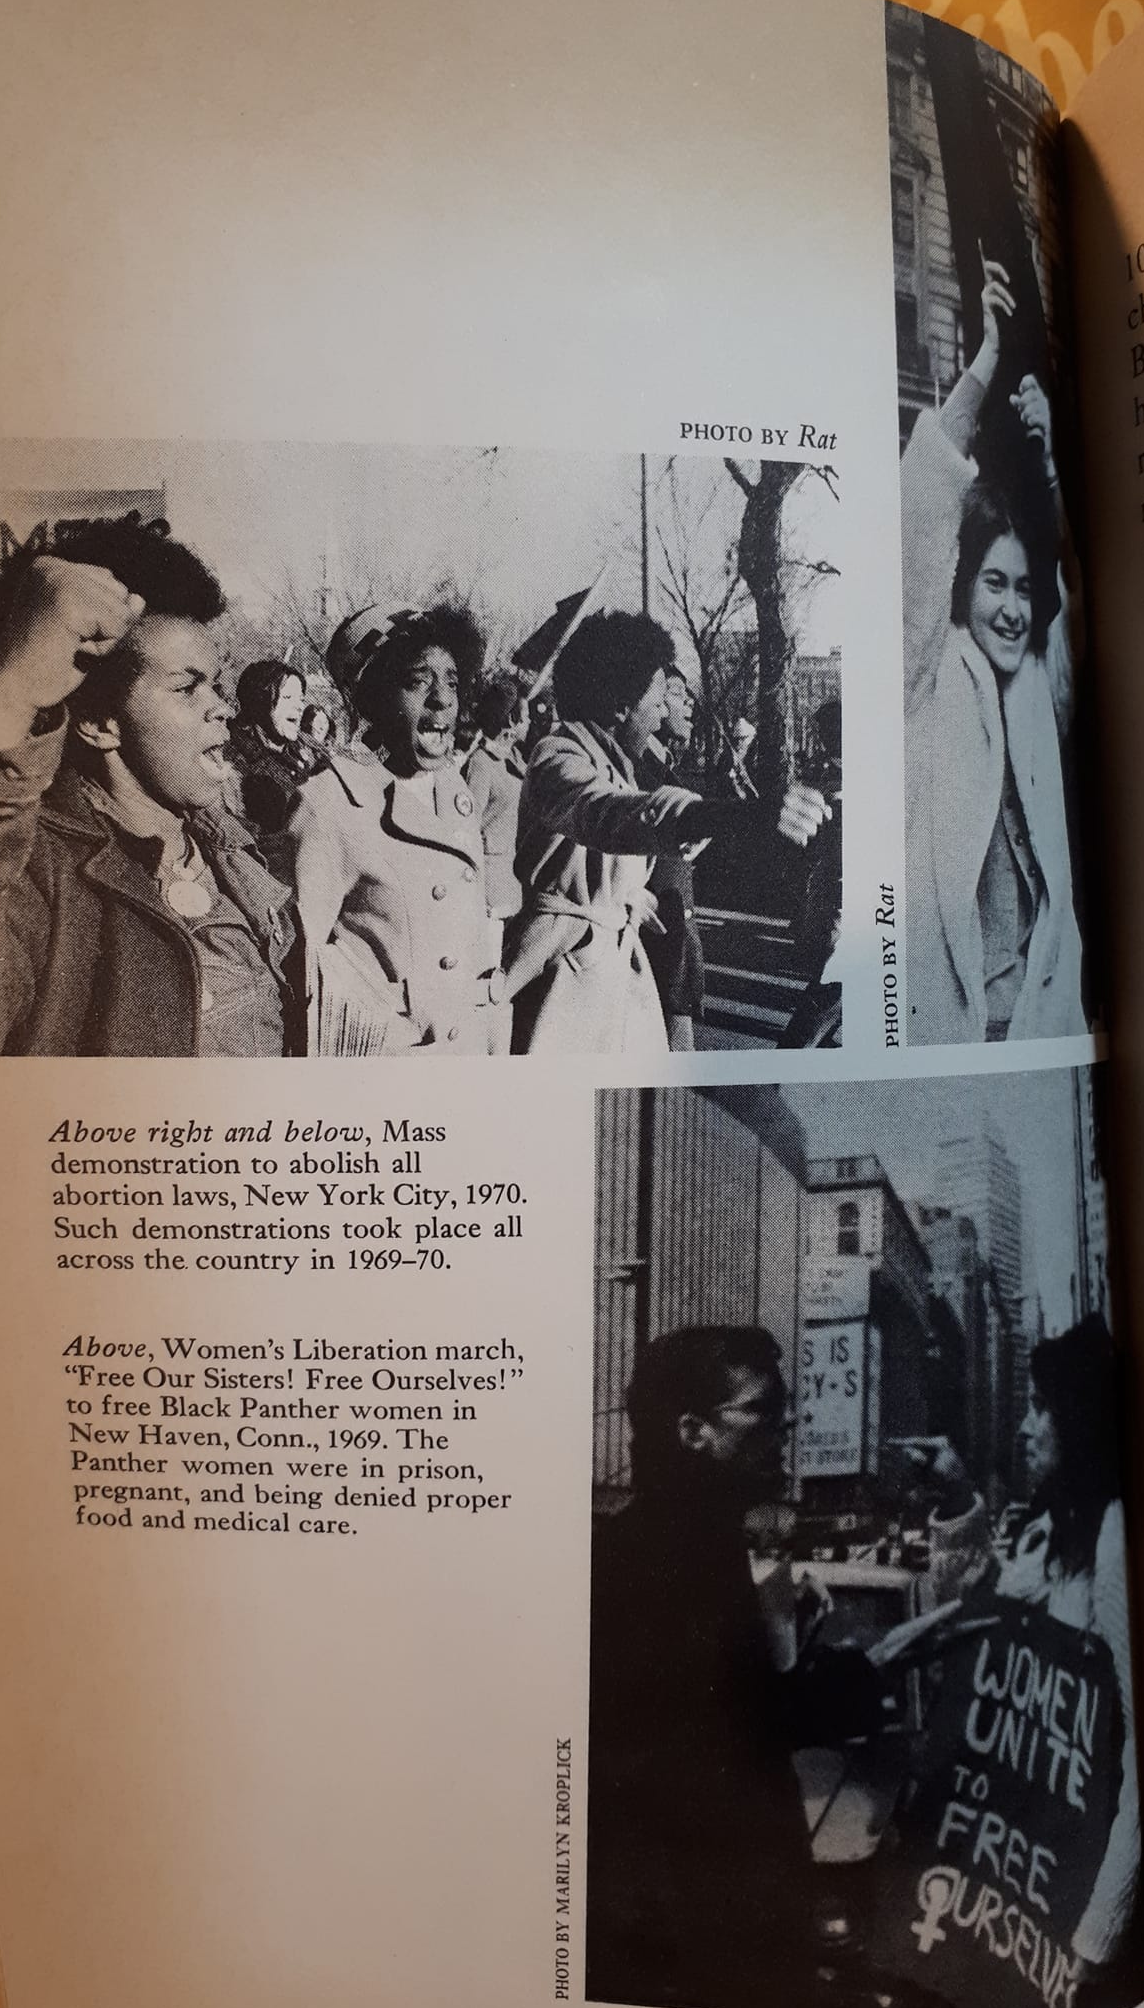 PHOTO BY Rat
PHOTO BY Rat
Above right and below, Mass
demonstration to abolish all
abortion laws, New York City, 1970.
Such demonstrations took place all
across the country in 1969–70.
Above, Women's Liberation march,
“Free Our Sisters! Free Ourselves!”
to free Black Panther women in
New Haven, Conn., 1969. The
Panther women were in prison,
pregnant, and being denied proper
food and medical care.
PHOTO BY MARILYN KROPLICK
S IS
CY-S
WOMEN
UNITE
TO
FREE
OURSELVES